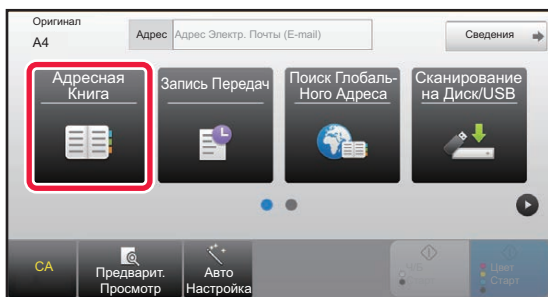 Оригинал
A4
Адрес
Адрес Электр. Почты (E-mail)
Сведения
Адресная
Книга
Запись Передач
Поиск Глобаль-
Ного Адреса
Сканирование
на Диск/USB
CA
Предварит.
Просмотр
Авто
Настройка
Ч/Б
Старт
Цвет
Старт